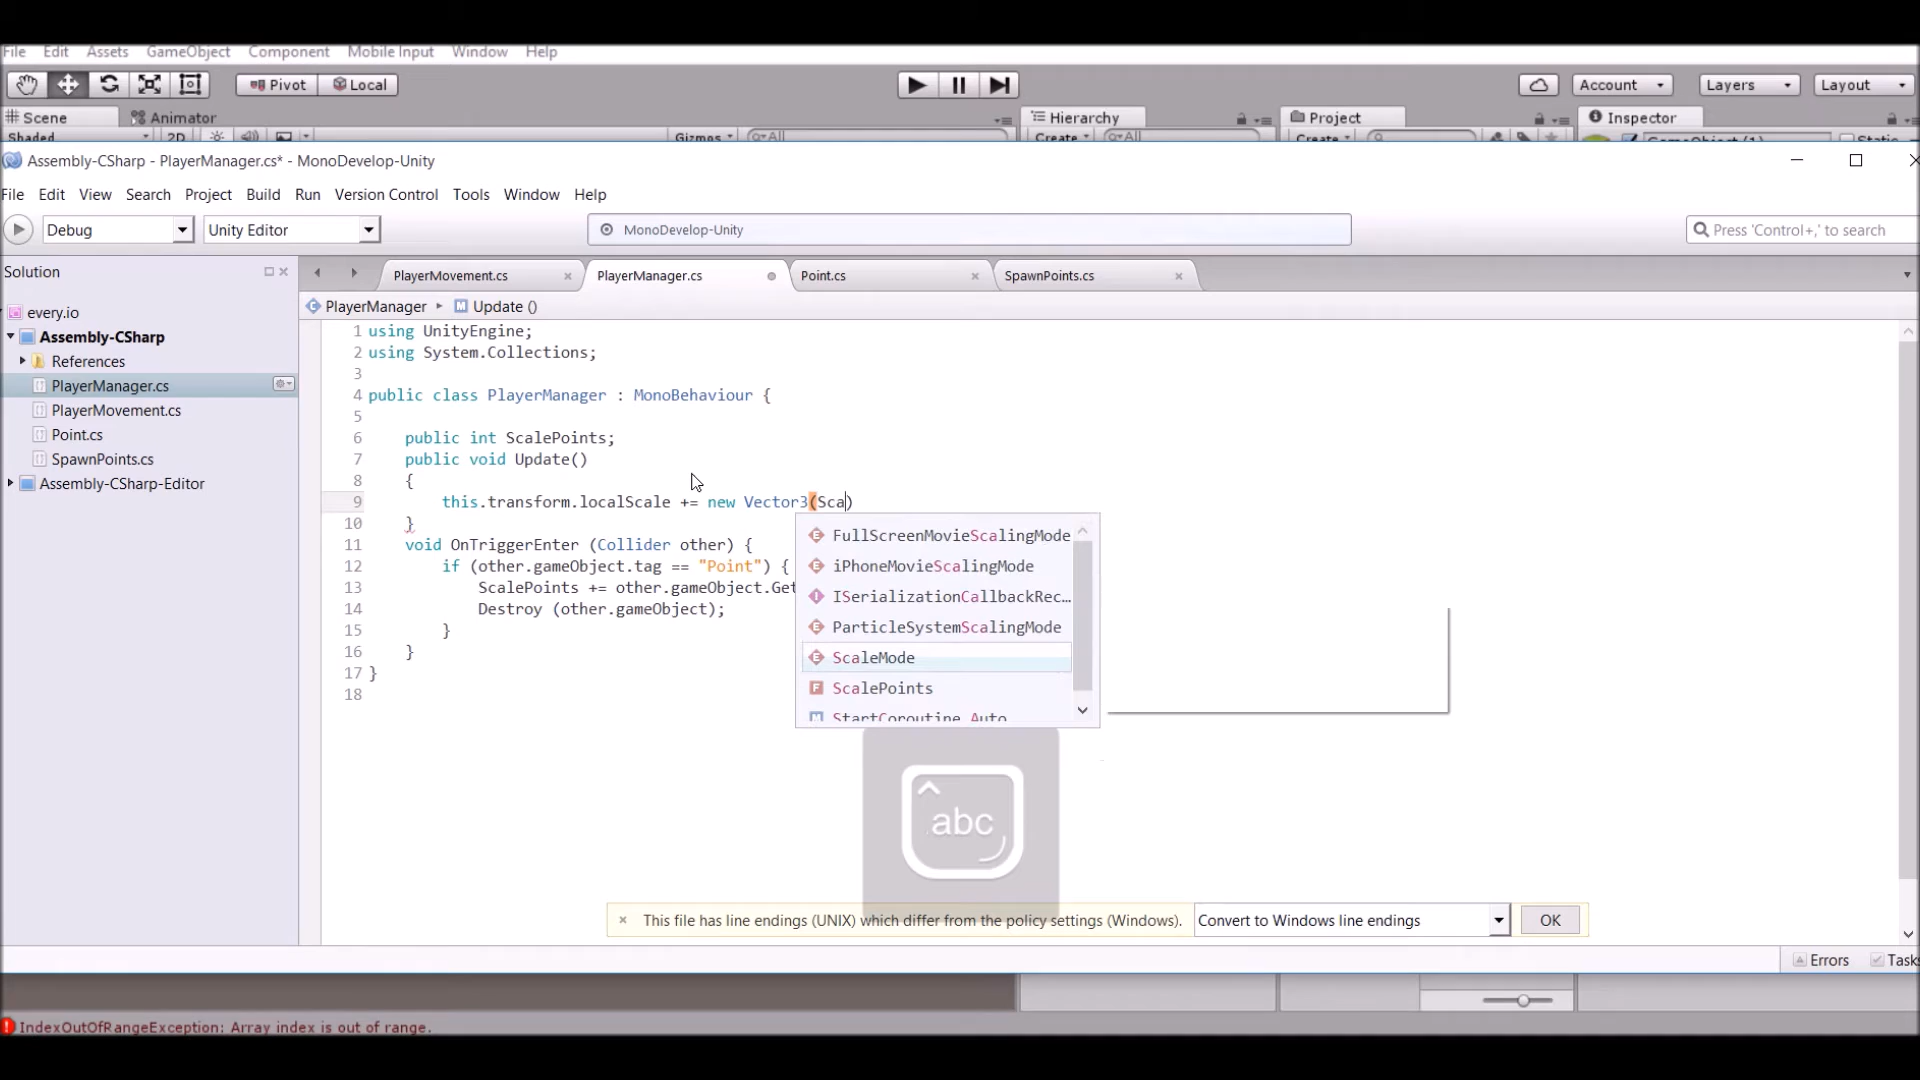 File Edit Assets GameObject Component Mobile Input Window Help
Pivot Local Account Layers Layout
Scene Animator Hierarchy Project Inspector
Shaded 2D Gizmos All Create All Create GameObject (1) Static
Assembly-CSharp - PlayerManager.cs* - MonoDevelop-Unity
File Edit View Search Project Build Run Version Control Tools Window Help
Debug Unity Editor MonoDevelop-Unity Press 'Control+,' to search
Solution
PlayerMovement.cs PlayerManager.cs Point.cs SpawnPoints.cs
every.io
Assembly-CSharp
References
PlayerManager.cs
PlayerMovement.cs
Point.cs
SpawnPoints.cs
Assembly-CSharp-Editor
PlayerManager Update ()
1 using UnityEngine;
2 using System.Collections;
3
4 public class PlayerManager : MonoBehaviour {
5
6 public int ScalePoints;
7 public void Update()
8 {
9 this.transform.localScale += new Vector3(Sca)
10 }
11 void OnTriggerEnter (Collider other) {
12 if (other.gameObject.tag == "Point") {
13 ScalePoints += other.gameObject.Get
14 Destroy (other.gameObject);
15 }
16 }
17 }
18
FullScreenMovieScalingMode
iPhoneMovieScalingMode
ISerializationCallbackRec...
ParticleSystemScalingMode
ScaleMode
ScalePoints
StartCoroutine_Auto
abc
This file has line endings (UNIX) which differ from the policy settings (Windows). Convert to Windows line endings OK
Errors Tasks
IndexOutOfRangeException: Array index is out of range.